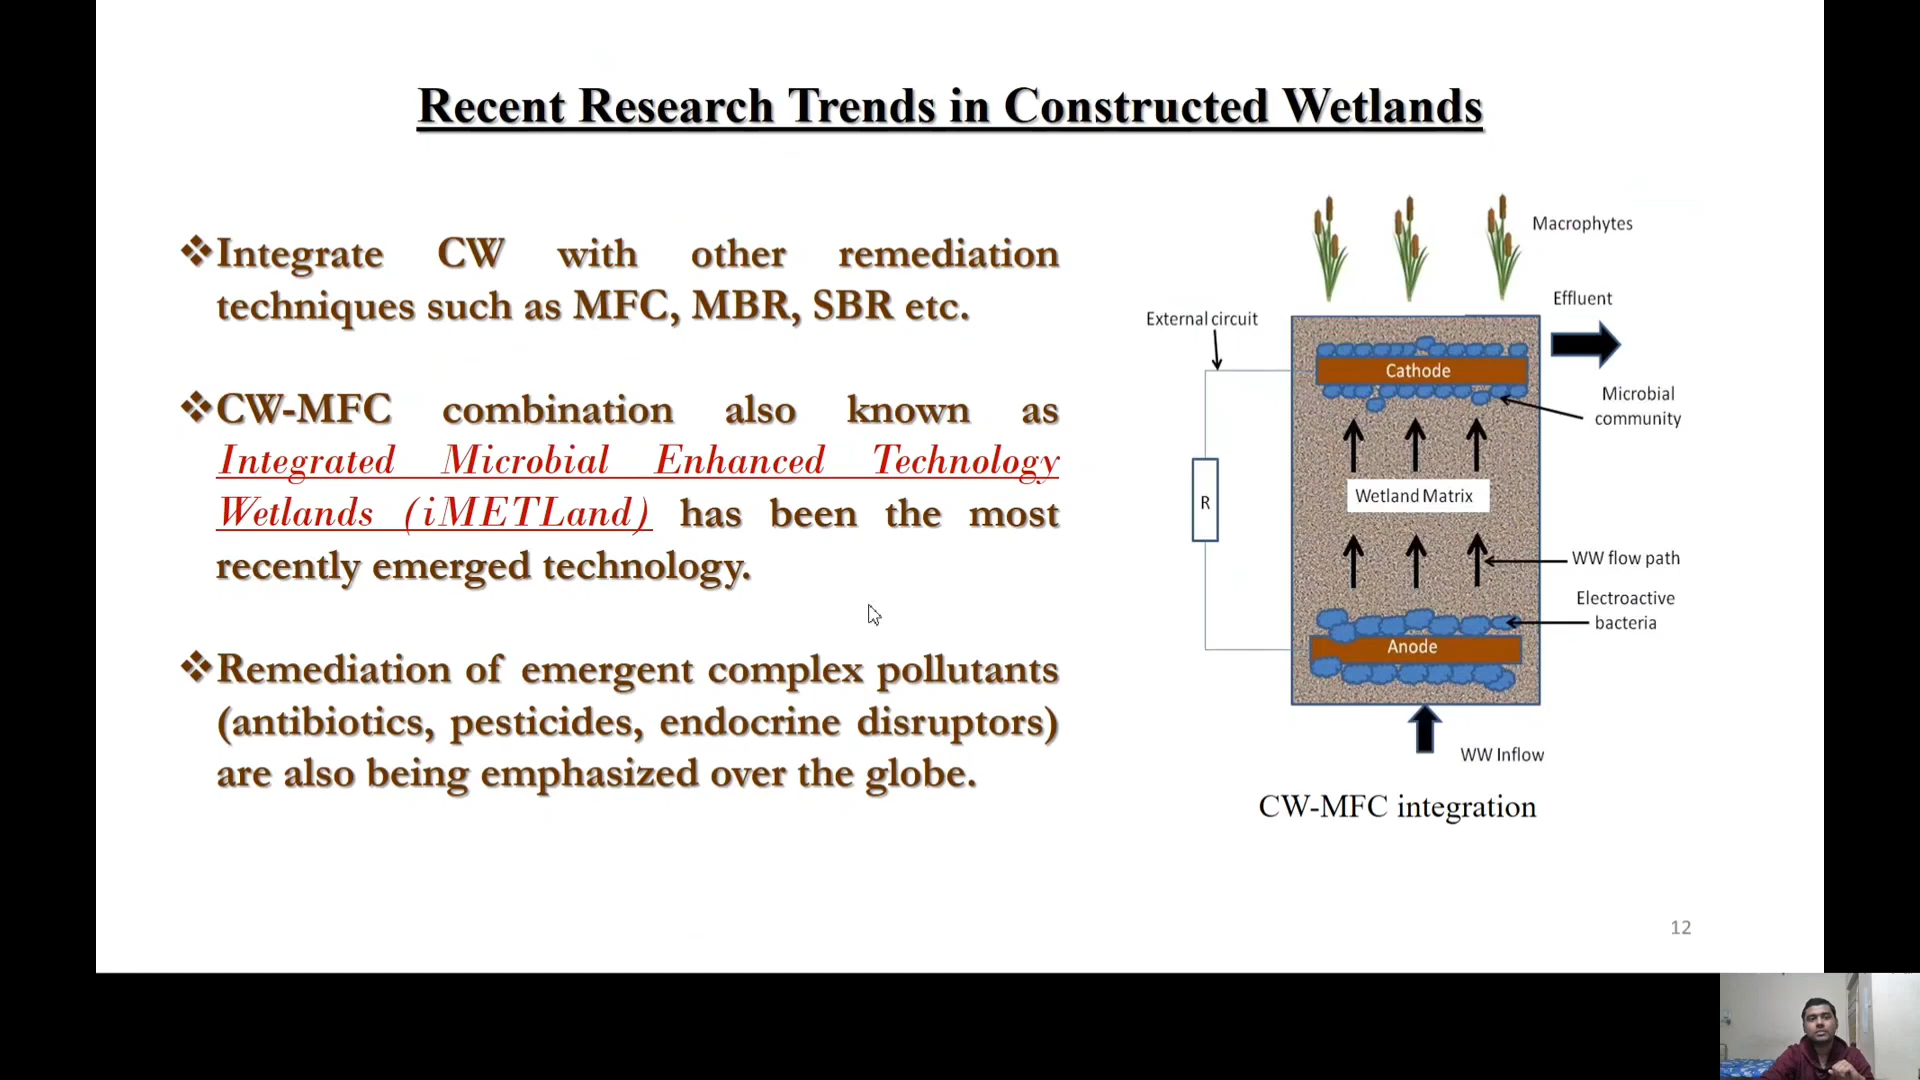 Recent Research Trends in Constructed Wetlands
❖Integrate CW with other remediation
techniques such as MFC, MBR, SBR etc.
❖CW-MFC combination also known as
Integrated Microbial Enhanced Technology
Wetlands (iMETLand) has been the most
recently emerged technology.
❖Remediation of emergent complex pollutants
(antibiotics, pesticides, endocrine disruptors)
are also being emphasized over the globe.
Macrophytes
Effluent
External circuit
Cathode
Microbial
community
Wetland Matrix
R
WW flow path
Electroactive
bacteria
Anode
WW Inflow
CW-MFC integration
12